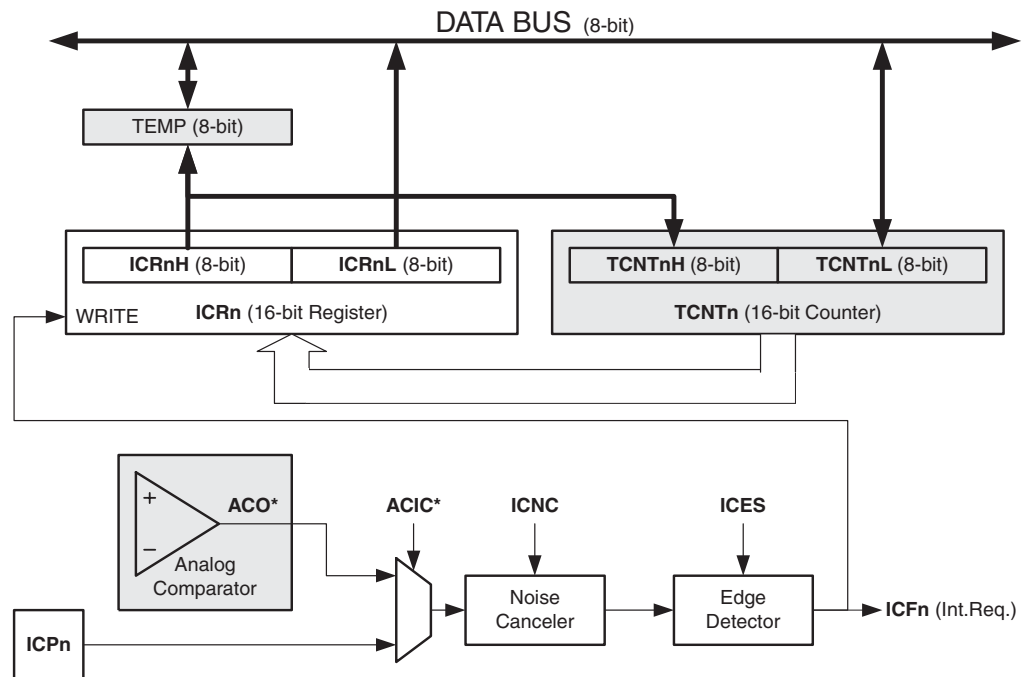 DATA BUS (8-bit)
TEMP (8-bit)
ICRnH (8-bit)
ICRnL (8-bit)
TCNTnH (8-bit)
TCNTnL (8-bit)
WRITE
ICRn (16-bit Register)
TCNTn (16-bit Counter)
+
−
ACO*
Analog
Comparator
ACIC*
ICNC
ICES
Noise
Canceler
Edge
Detector
ICFn (Int.Req.)
ICPn